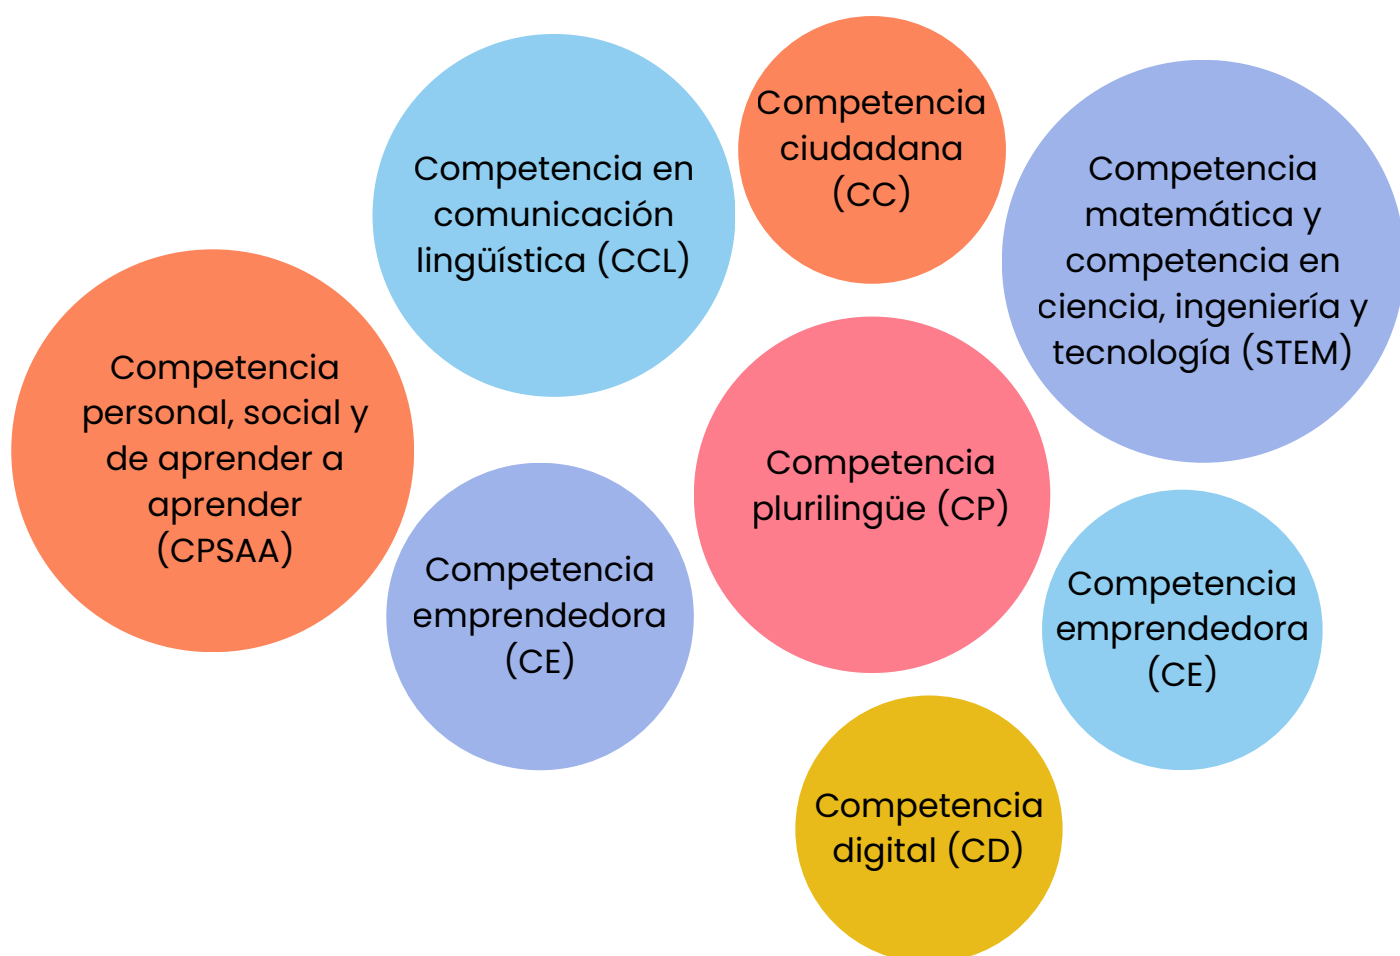 Competencia
ciudadana
(CC)
Competencia en
comunicación
lingüística (CCL)
Competencia
matemática y
competencia en
ciencia, ingeniería y
tecnología (STEM)
Competencia
personal, social y
de aprender a
aprender
(CPSAA)
Competencia
plurilingüe (CP)
Competencia
emprendedora
(CE)
Competencia
emprendedora
(CE)
Competencia
digital (CD)